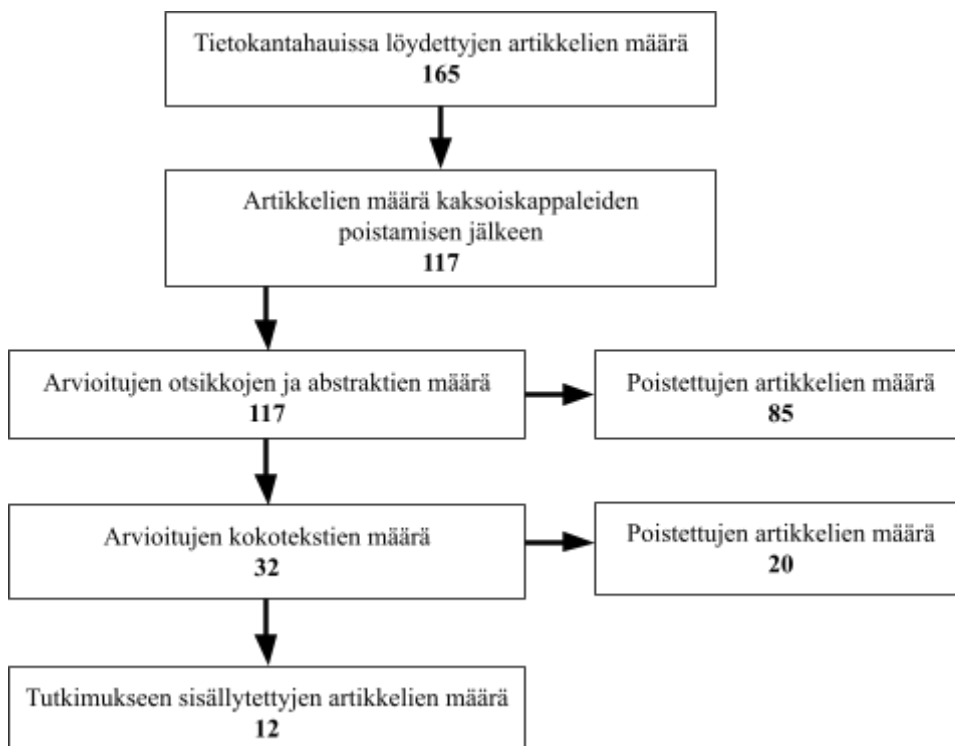 Tietokantahauissa löydettyjen artikkelien määrä
165
Artikkelien määrä kaksoiskappaleiden
poistamisen jälkeen
117
Arvioitujen otsikkojen ja abstraktien määrä
117
Poistettujen artikkelien määrä
85
Arvioitujen kokotekstien määrä
32
Poistettujen artikkelien määrä
20
Tutkimukseen sisällytettyjen artikkelien määrä
12